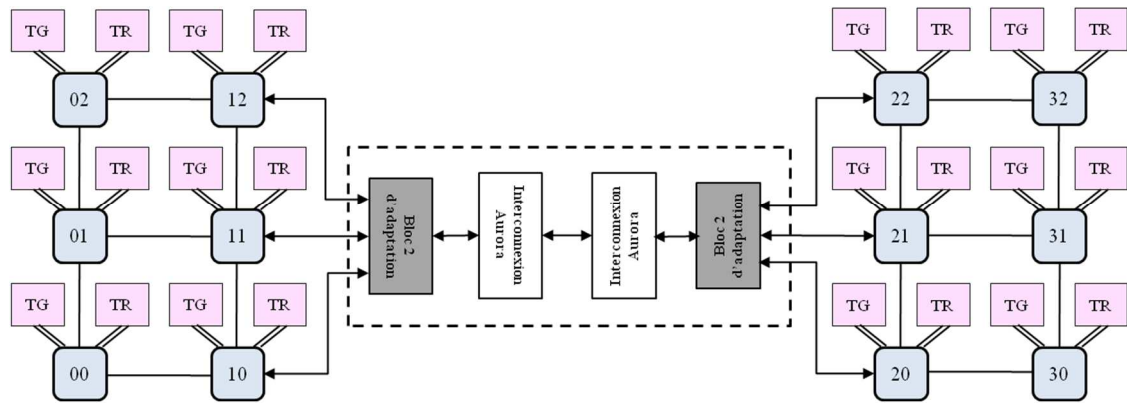 TG TR TG TR TG TR TG TR
02 12 22 32
TG TR TG TR TG TR TG TR
01 11 21 31
Bloc 2
d'adaptation
Interconnexion
Aurora
Interconnexion
Aurora
Bloc 2
d'adaptation
TG TR TG TR TG TR TG TR
00 10 20 30